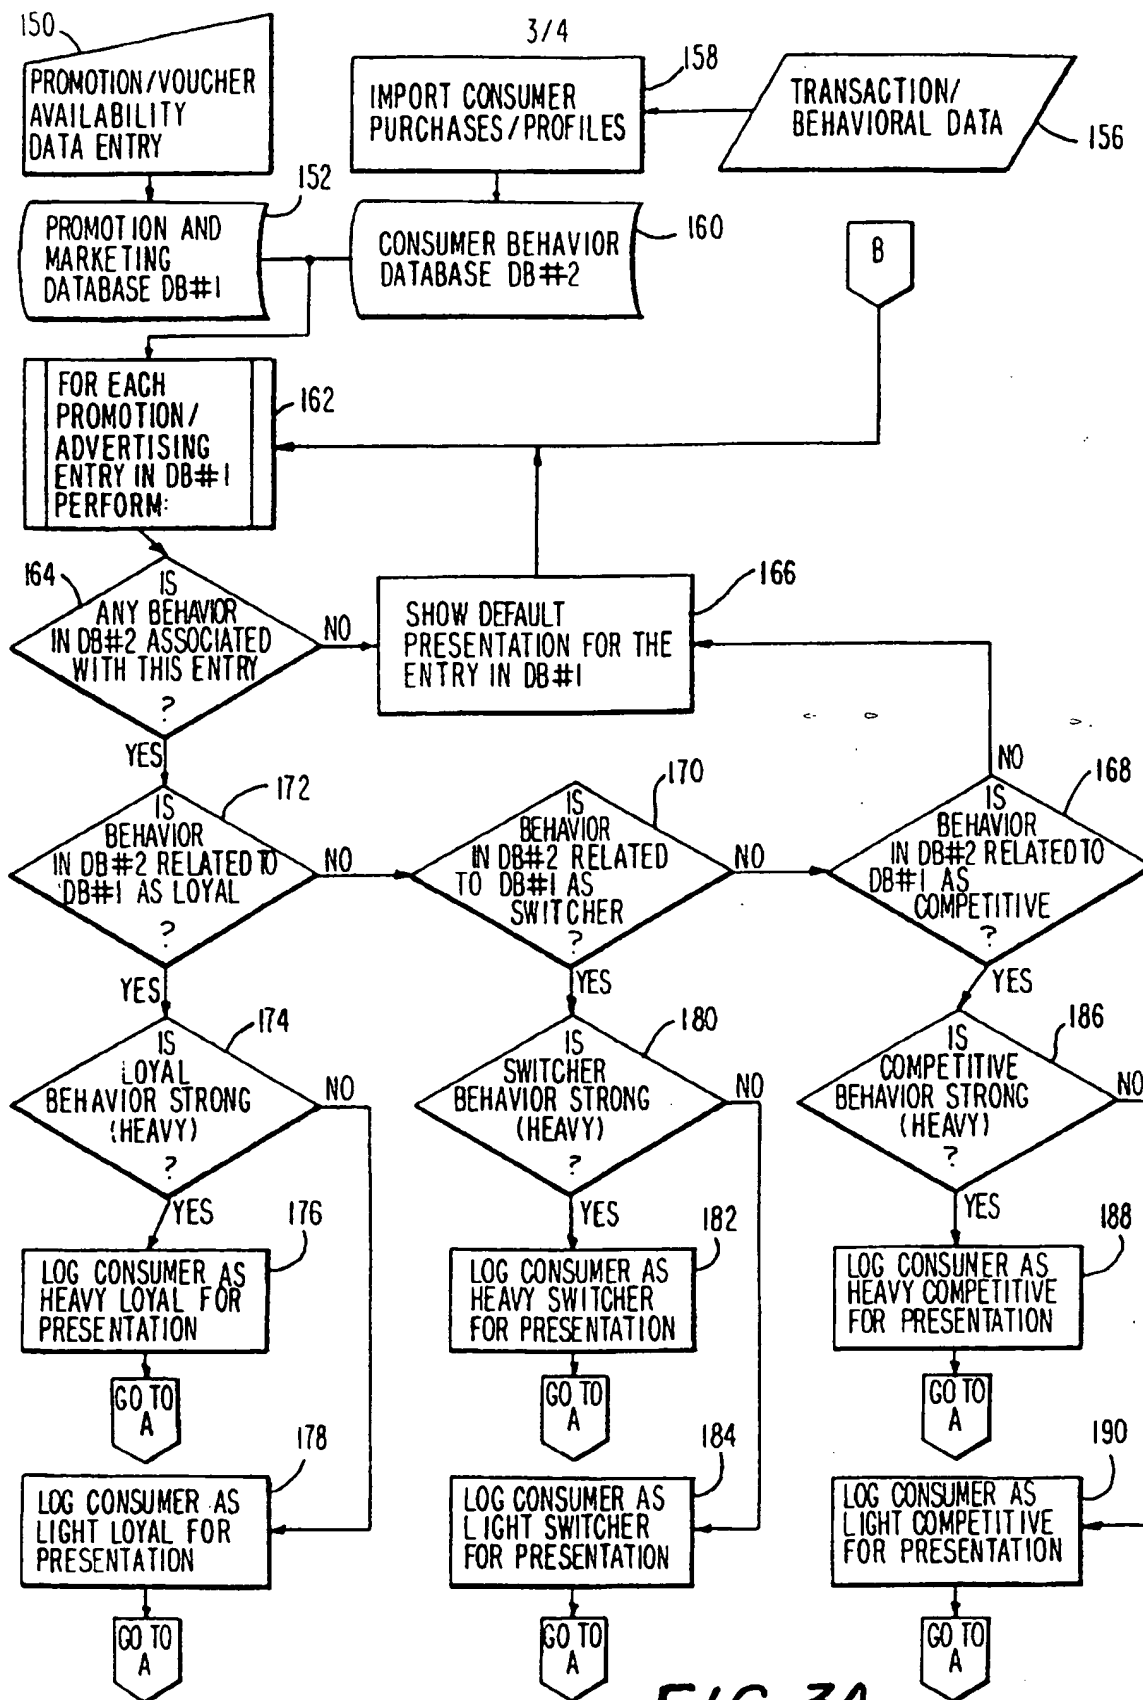 3/4
150
PROMOTION/VOUCHER
AVAILABILITY
DATA ENTRY
158
IMPORT CONSUMER
PURCHASES/PROFILES
TRANSACTION/
BEHAVIORAL DATA
156
152
PROMOTION AND
MARKETING
DATABASE DB#1
160
CONSUMER BEHAVIOR
DATABASE DB#2
B
162
FOR EACH
PROMOTION/
ADVERTISING
ENTRY IN DB#1
PERFORM:
164
IS
ANY BEHAVIOR
IN DB#2 ASSOCIATED
WITH THIS ENTRY
?
NO
166
SHOW DEFAULT
PRESENTATION FOR THE
ENTRY IN DB#1
YES
172
IS
BEHAVIOR
IN DB#2 RELATED TO
DB#1 AS LOYAL
?
NO
170
IS
BEHAVIOR
IN DB#2 RELATED
TO DB#1 AS
SWITCHER
?
NO
NO
168
IS
BEHAVIOR
IN DB#2 RELATED TO
DB#1 AS
COMPETITIVE
?
YES
YES
YES
174
IS
LOYAL
BEHAVIOR STRONG
(HEAVY)
?
NO
180
IS
SWITCHER
BEHAVIOR STRONG
(HEAVY)
?
NO
186
IS
COMPETITIVE
BEHAVIOR STRONG
(HEAVY)
?
NO
YES
YES
YES
176
LOG CONSUMER AS
HEAVY LOYAL FOR
PRESENTATION
182
LOG CONSUMER AS
HEAVY SWITCHER
FOR PRESENTATION
188
LOG CONSUMER AS
HEAVY COMPETITIVE
FOR PRESENTATION
GO TO
A
GO TO
A
GO TO
A
178
LOG CONSUMER AS
LIGHT LOYAL FOR
PRESENTATION
184
LOG CONSUMER AS
LIGHT SWITCHER
FOR PRESENTATION
190
LOG CONSUMER AS
LIGHT COMPETITIVE
FOR PRESENTATION
GO TO
A
GO TO
A
GO TO
A
FIG. 3A